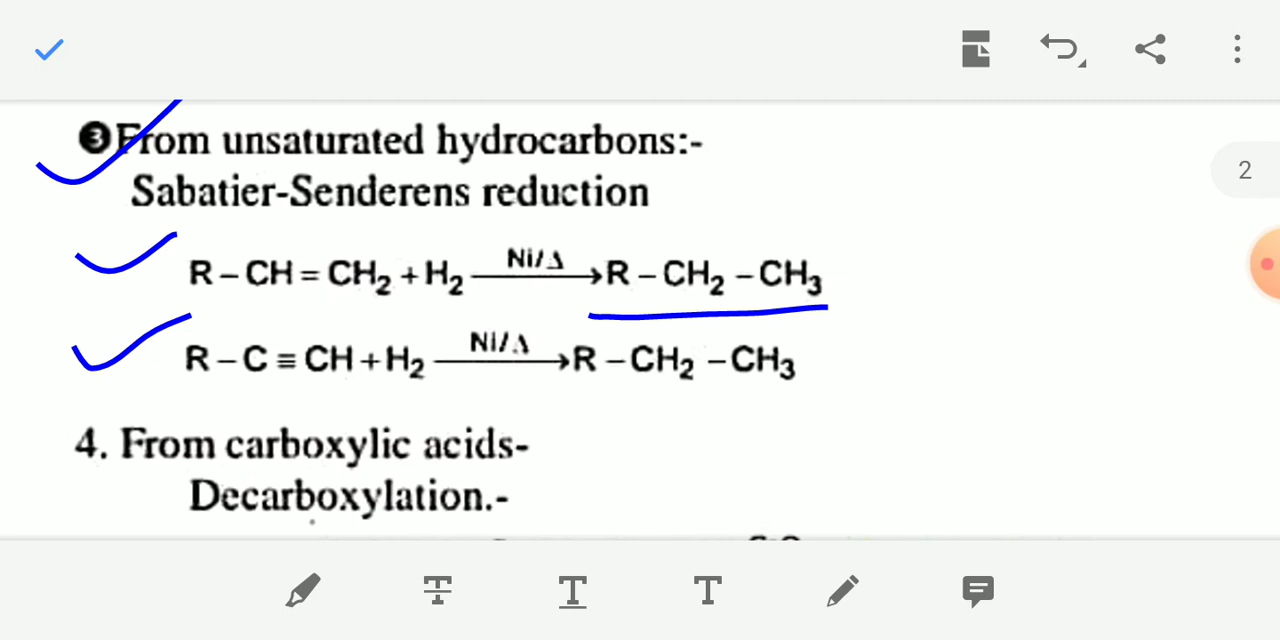 ❸From unsaturated hydrocarbons:-
Sabatier-Senderens reduction
2
R – CH = CH₂ + H₂ —Ni/Δ→ R – CH₂ – CH₃
R – C ≡ CH + H₂ —Ni/Δ→ R – CH₂ – CH₃
4. From carboxylic acids-
Decarboxylation.-